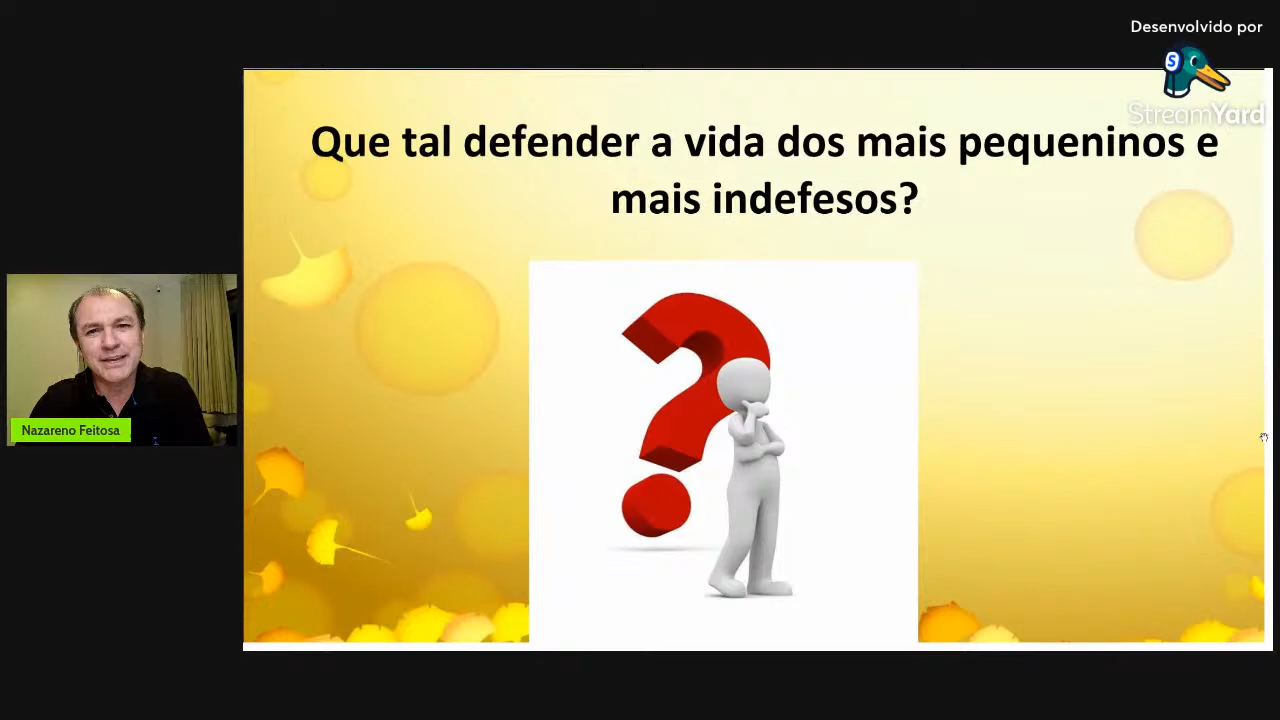 Desenvolvido por
S
StreamYard
Que tal defender a vida dos mais pequeninos e
mais indefesos?
Nazareno Feitosa